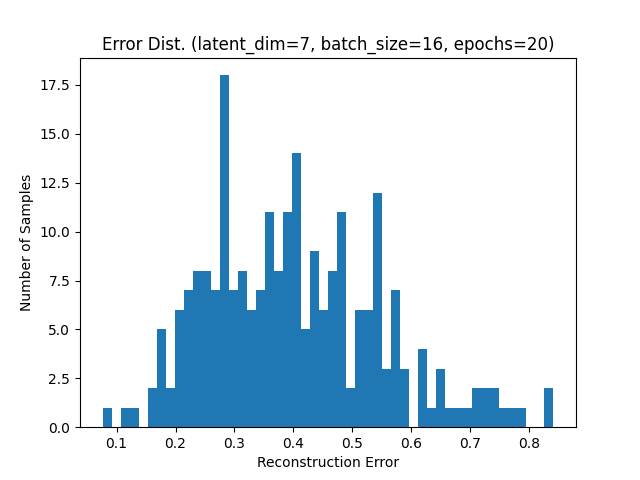 Error Dist. (latent_dim=7, batch_size=16, epochs=20)
17.5
15.0
12.5
10.0
7.5
5.0
2.5
0.0
Number of Samples
0.1 0.2 0.3 0.4 0.5 0.6 0.7 0.8
Reconstruction Error